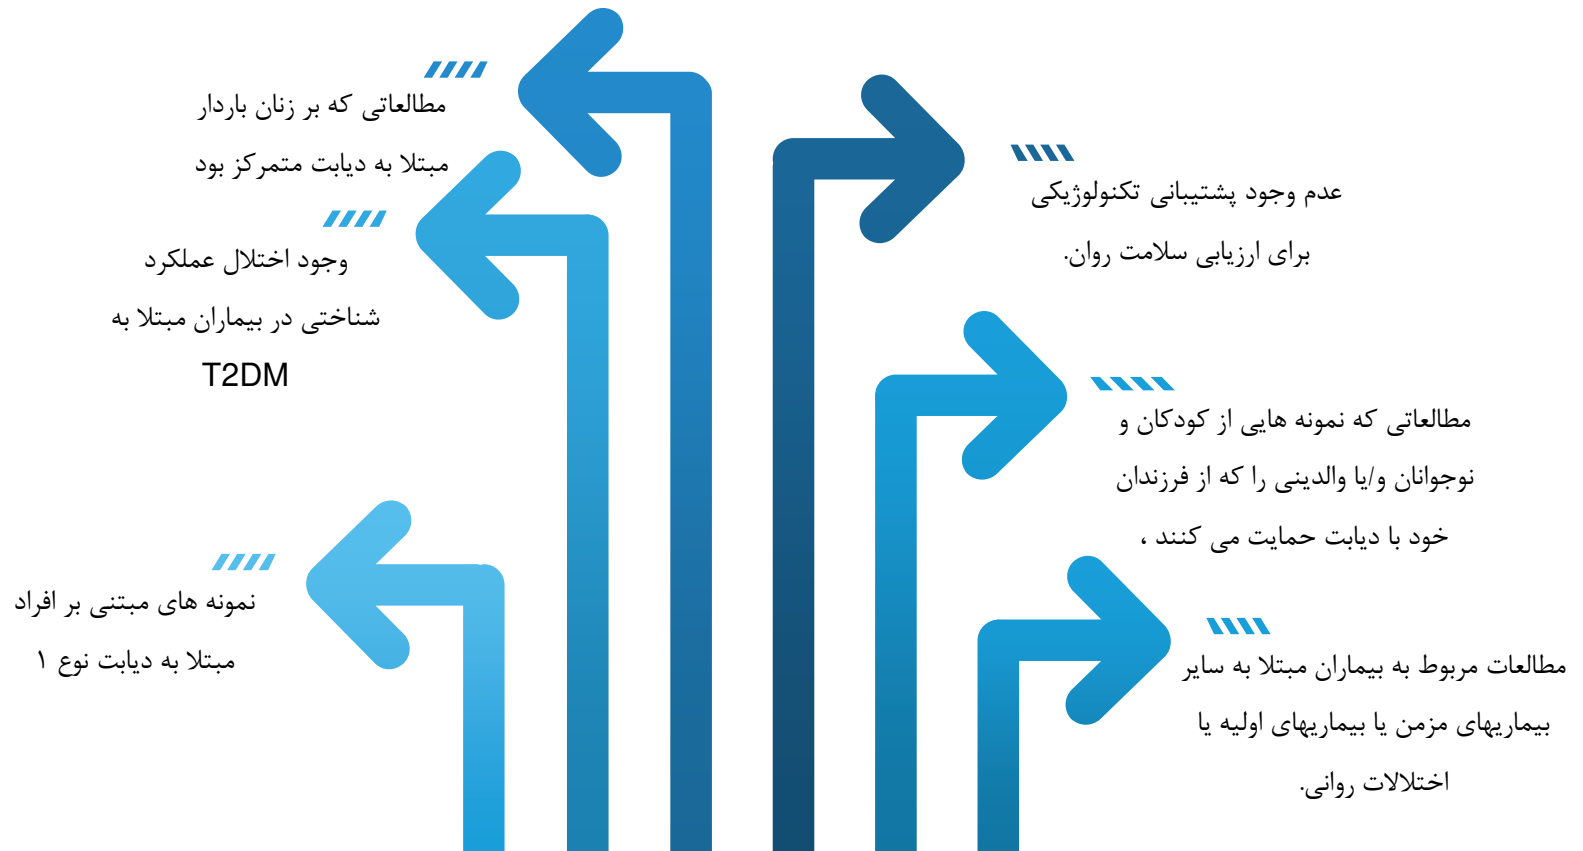 عدم وجود پشتیبانی تکنولوژیکی
برای ارزیابی سلامت روان.
مطالعاتی که نمونه هایی از کودکان و
نوجوانان و/یا والدینی را که از فرزندان
خود با دیابت حمایت می کنند ،
مطالعات مربوط به بیماران مبتلا به سایر
بیماریهای مزمن یا بیماریهای اولیه یا
اختلالات روانی.
مطالعاتی که بر زنان باردار
مبتلا به دیابت متمرکز بود
وجود اختلال عملکرد
شناختی در بیماران مبتلا به
T2DM
نمونه های مبتنی بر افراد
مبتلا به دیابت نوع ۱